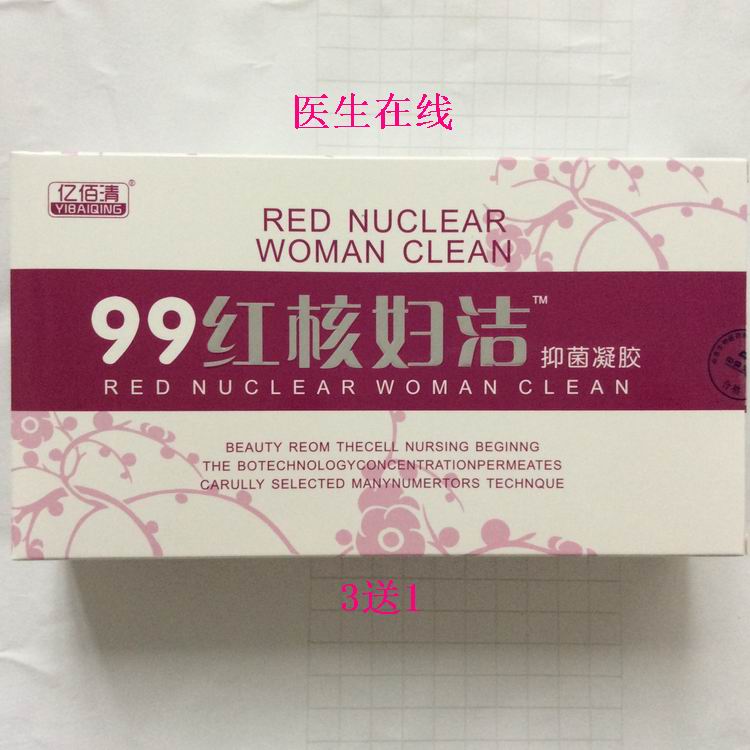 医生在线
亿佰清®
YIBAIQING
RED NUCLEAR
WOMAN CLEAN
99红核妇洁™
抑菌凝胶
RED NUCLEAR WOMAN CLEAN
BEAUTY REOM THECELL NURSING BEGINNG
THE BOTECHNOLOGYCONCENTRATIONPERMEATES
CARULLY SELECTED MANYNUMERTORS TECHNQUE
3送1